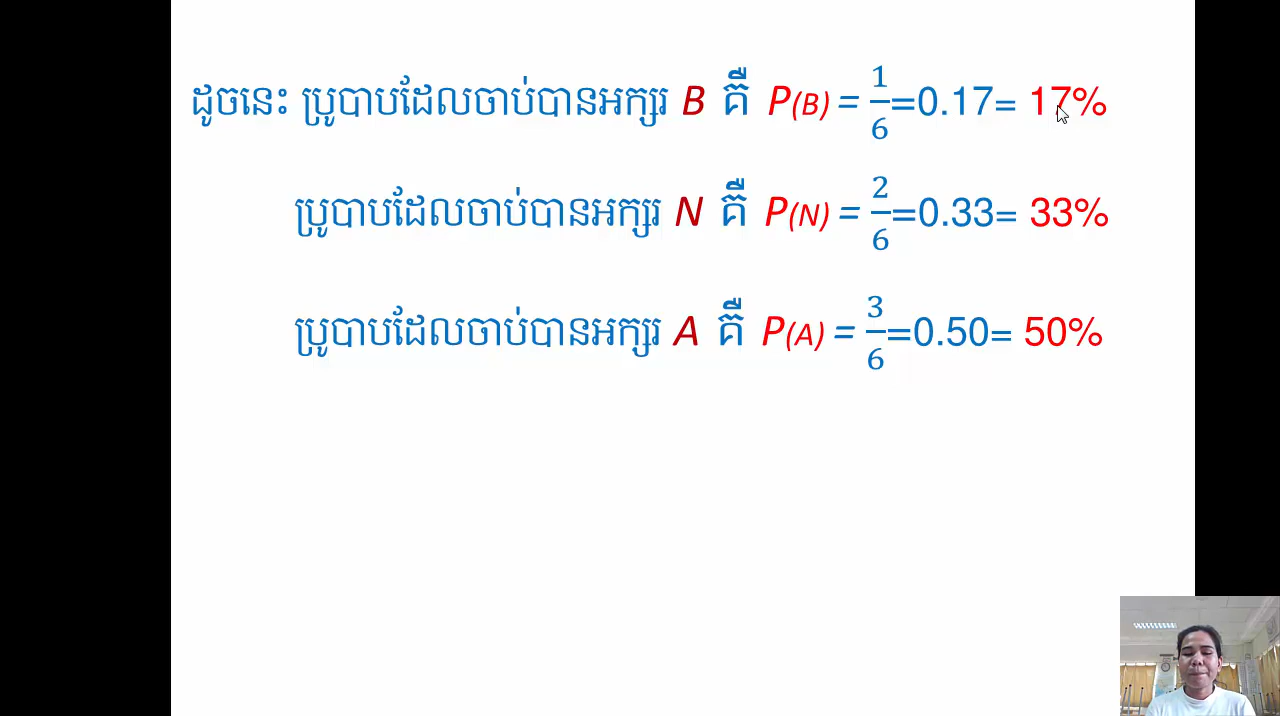 ដូចនេះ ប្រូបាបដែលចាប់បានអក្សរ B គឺ P(B) = 1/6=0.17= 17%
ប្រូបាបដែលចាប់បានអក្សរ N គឺ P(N) = 2/6=0.33= 33%
ប្រូបាបដែលចាប់បានអក្សរ A គឺ P(A) = 3/6=0.50= 50%